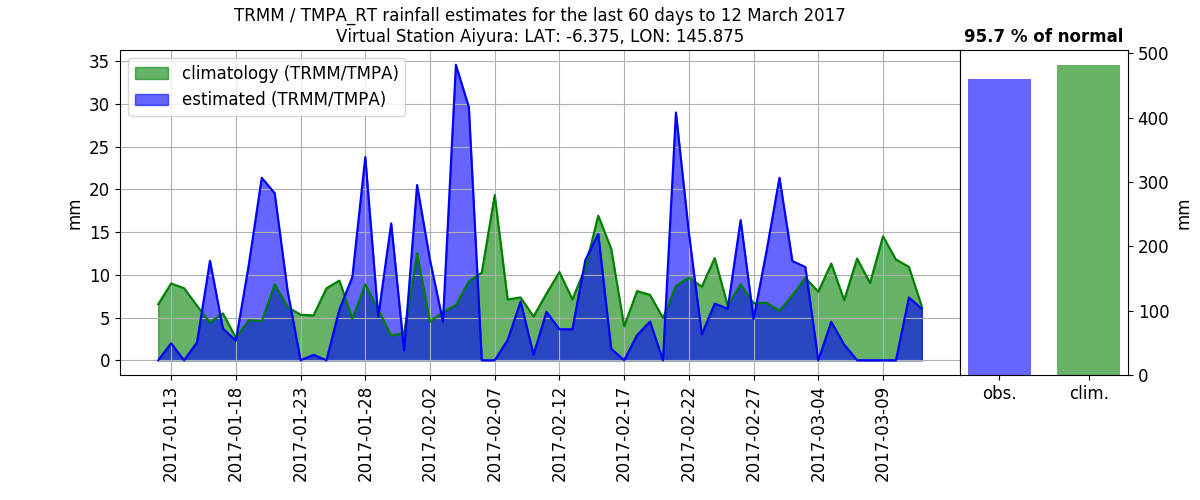 TRMM / TMPA_RT rainfall estimates for the last 60 days to 12 March 2017
Virtual Station Aiyura: LAT: -6.375, LON: 145.875
95.7 % of normal
climatology (TRMM/TMPA)
estimated (TRMM/TMPA)
35
30
25
20
15
10
5
0
mm
2017-01-13
2017-01-18
2017-01-23
2017-01-28
2017-02-02
2017-02-07
2017-02-12
2017-02-17
2017-02-22
2017-02-27
2017-03-04
2017-03-09
500
400
300
200
100
0
mm
obs.
clim.